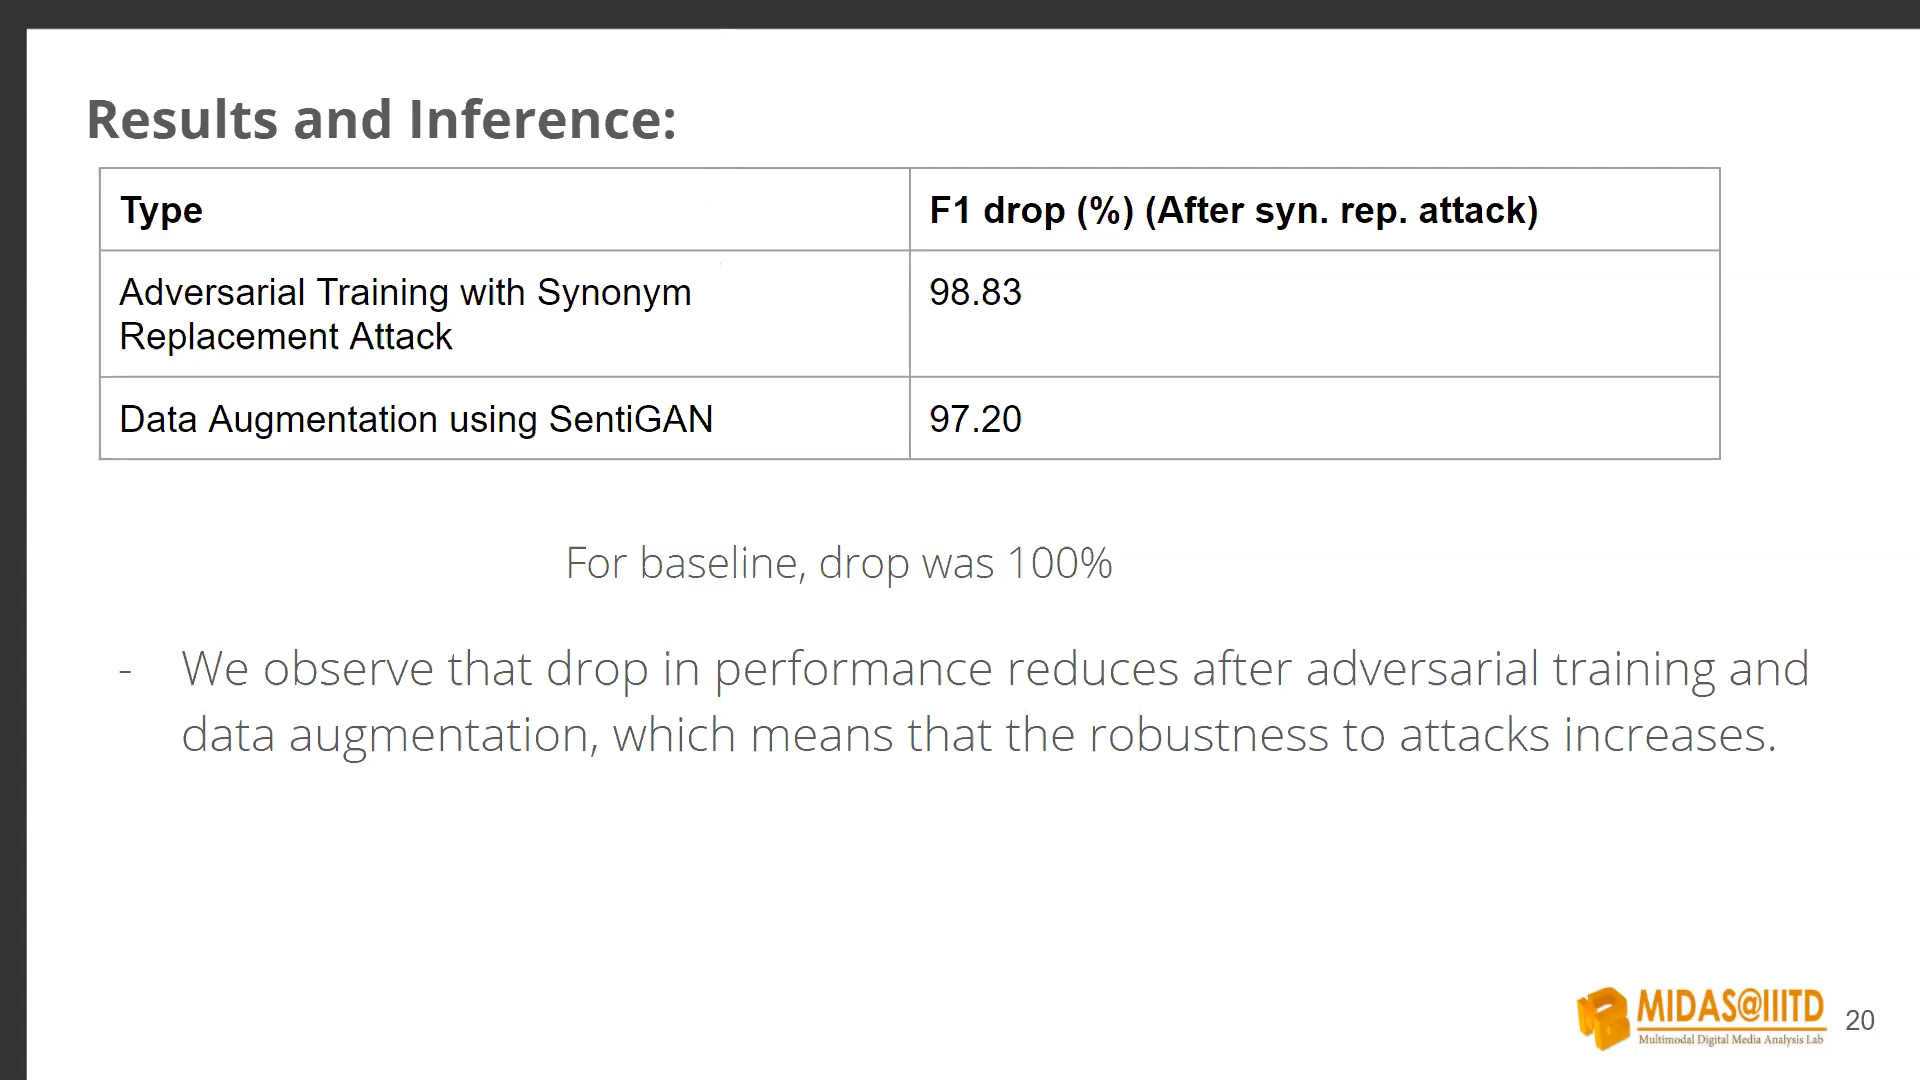 Results and Inference:
Type
F1 drop (%) (After syn. rep. attack)
Adversarial Training with Synonym
Replacement Attack
98.83
Data Augmentation using SentiGAN
97.20
For baseline, drop was 100%
- We observe that drop in performance reduces after adversarial training and
data augmentation, which means that the robustness to attacks increases.
MIDAS@IIITD
Multimodal Digital Media Analysis Lab
20